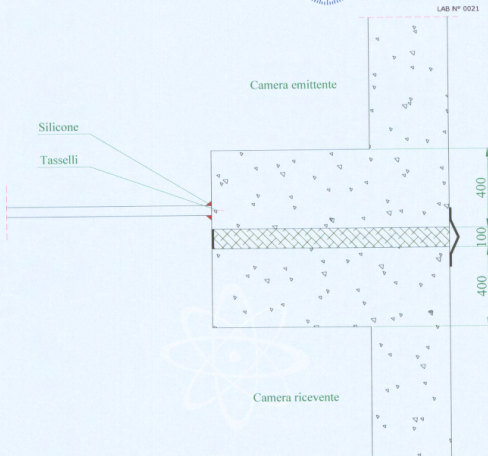 LAB N° 0021
Camera emittente
Silicone
Tasselli
400
100
400
Camera ricevente